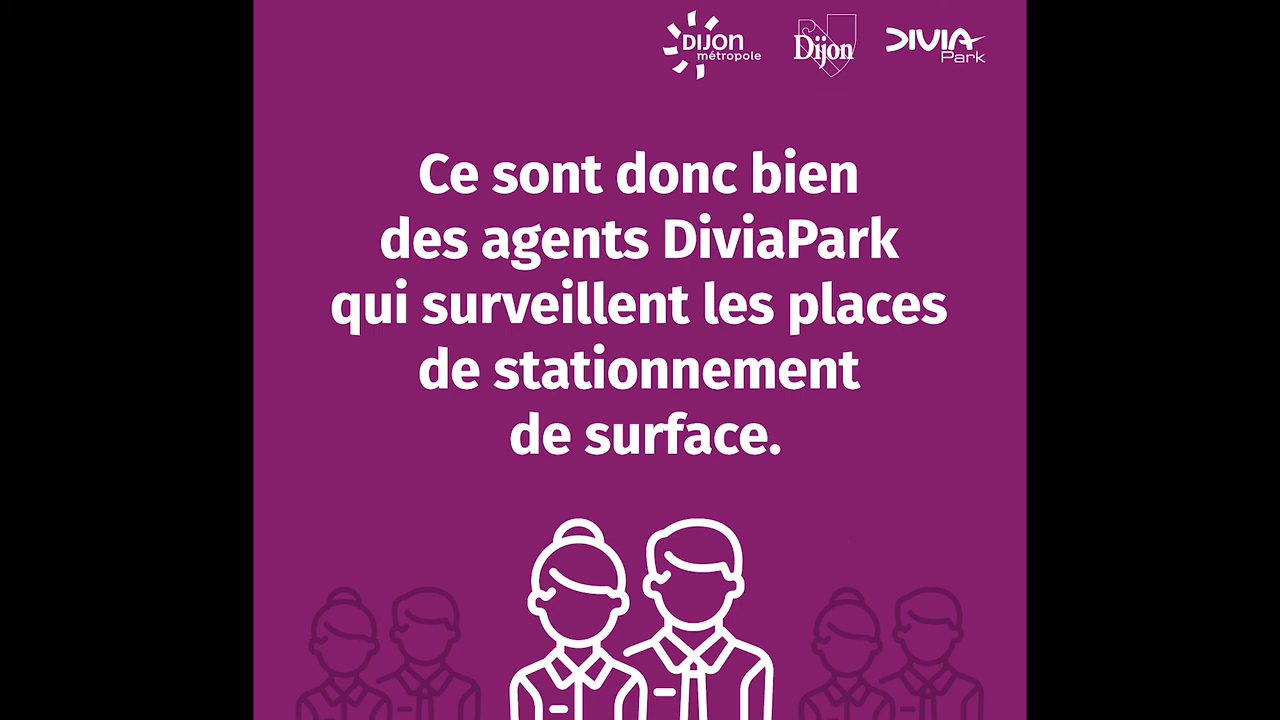 DIJON
métropole
Dijon
DIVIA
Park
Ce sont donc bien
des agents DiviaPark
qui surveillent les places
de stationnement
de surface.